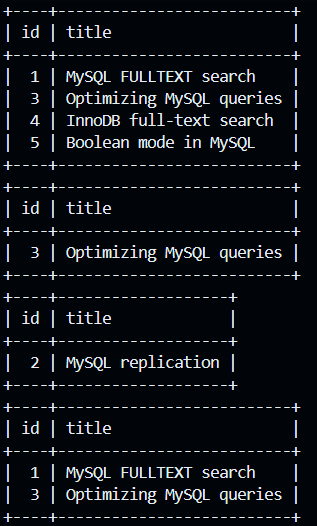 +----+---------------------------+
| id | title                     |
+----+---------------------------+
|  1 | MySQL FULLTEXT search     |
|  3 | Optimizing MySQL queries |
|  4 | InnoDB full-text search  |
|  5 | Boolean mode in MySQL    |
+----+--------------------------+
+----+--------------------------+
| id | title                    |
+----+--------------------------+
|  3 | Optimizing MySQL queries |
+----+--------------------------+
+----+-------------------+
| id | title             |
+----+-------------------+
|  2 | MySQL replication |
+----+-------------------+
+----+--------------------------+
| id | title                    |
+----+--------------------------+
|  1 | MySQL FULLTEXT search    |
|  3 | Optimizing MySQL queries |
+----+--------------------------+